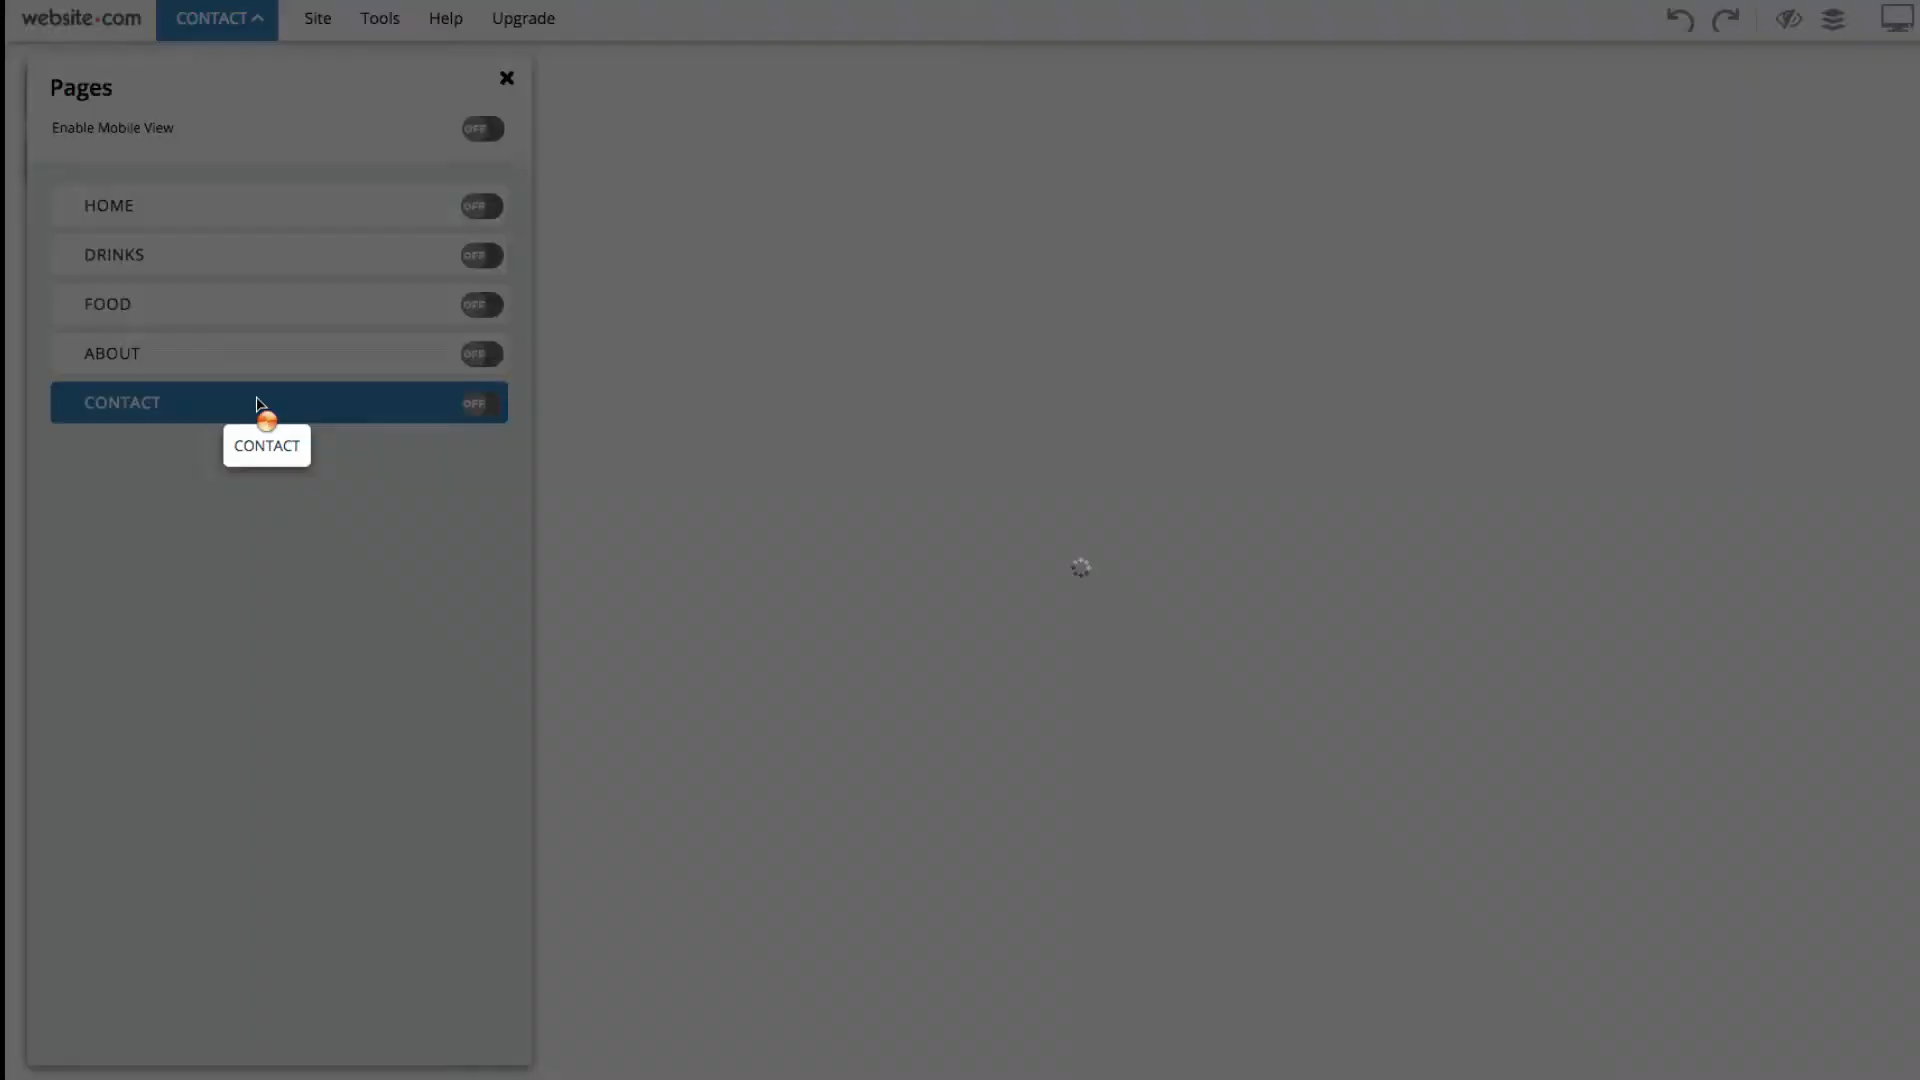 website.com CONTACT Site Tools Help Upgrade
Pages
Enable Mobile View OFF
HOME OFF
DRINKS OFF
FOOD OFF
ABOUT OFF
CONTACT OFF
CONTACT